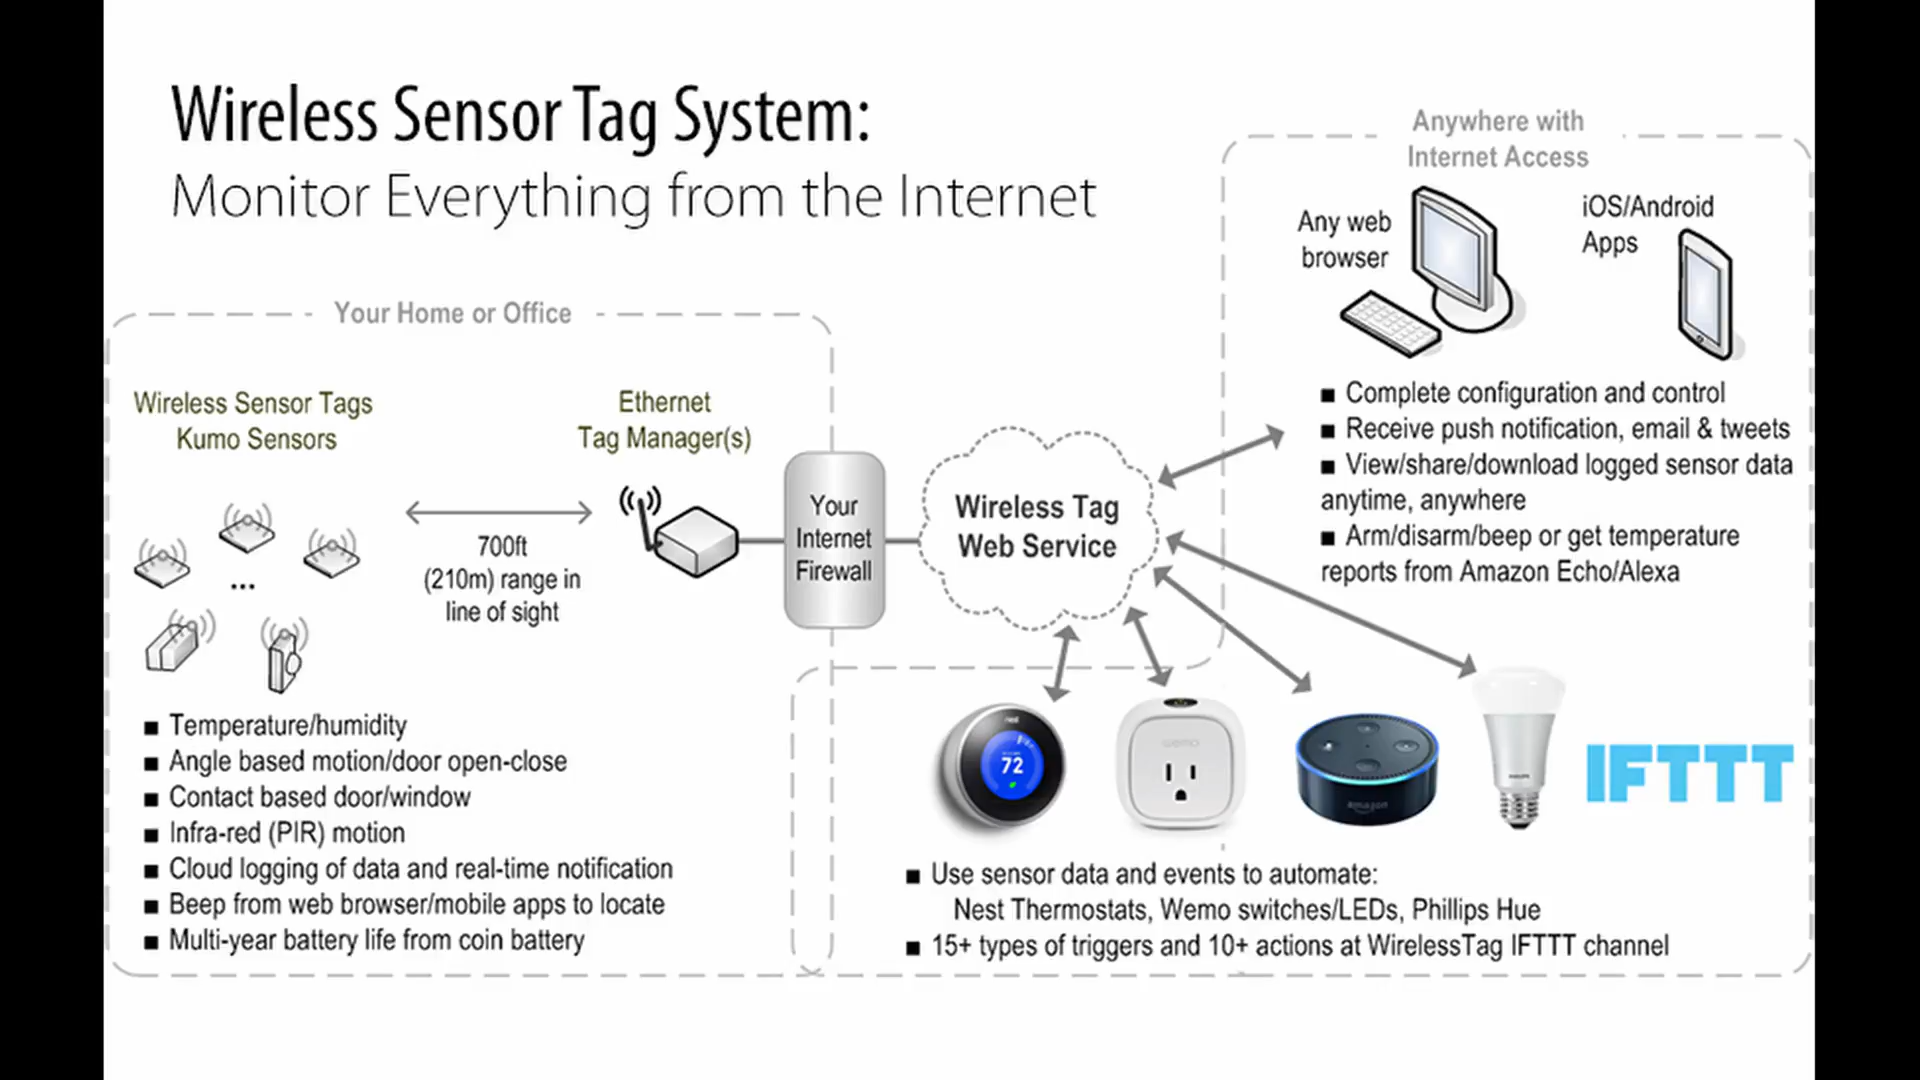 Wireless Sensor Tag System:
Monitor Everything from the Internet
Anywhere with
Internet Access
Any web
browser
iOS/Android
Apps
■ Complete configuration and control
■ Receive push notification, email & tweets
■ View/share/download logged sensor data
anytime, anywhere
■ Arm/disarm/beep or get temperature
reports from Amazon Echo/Alexa
Your Home or Office
Wireless Sensor Tags
Kumo Sensors
Ethernet
Tag Manager(s)
700ft
(210m) range in
line of sight
...
Your
Internet
Firewall
Wireless Tag
Web Service
■ Temperature/humidity
■ Angle based motion/door open-close
■ Contact based door/window
■ Infra-red (PIR) motion
■ Cloud logging of data and real-time notification
■ Beep from web browser/mobile apps to locate
■ Multi-year battery life from coin battery
nest
72
wemo
amazon
PHILIPS
IFTTT
■ Use sensor data and events to automate:
Nest Thermostats, Wemo switches/LEDs, Phillips Hue
■ 15+ types of triggers and 10+ actions at WirelessTag IFTTT channel